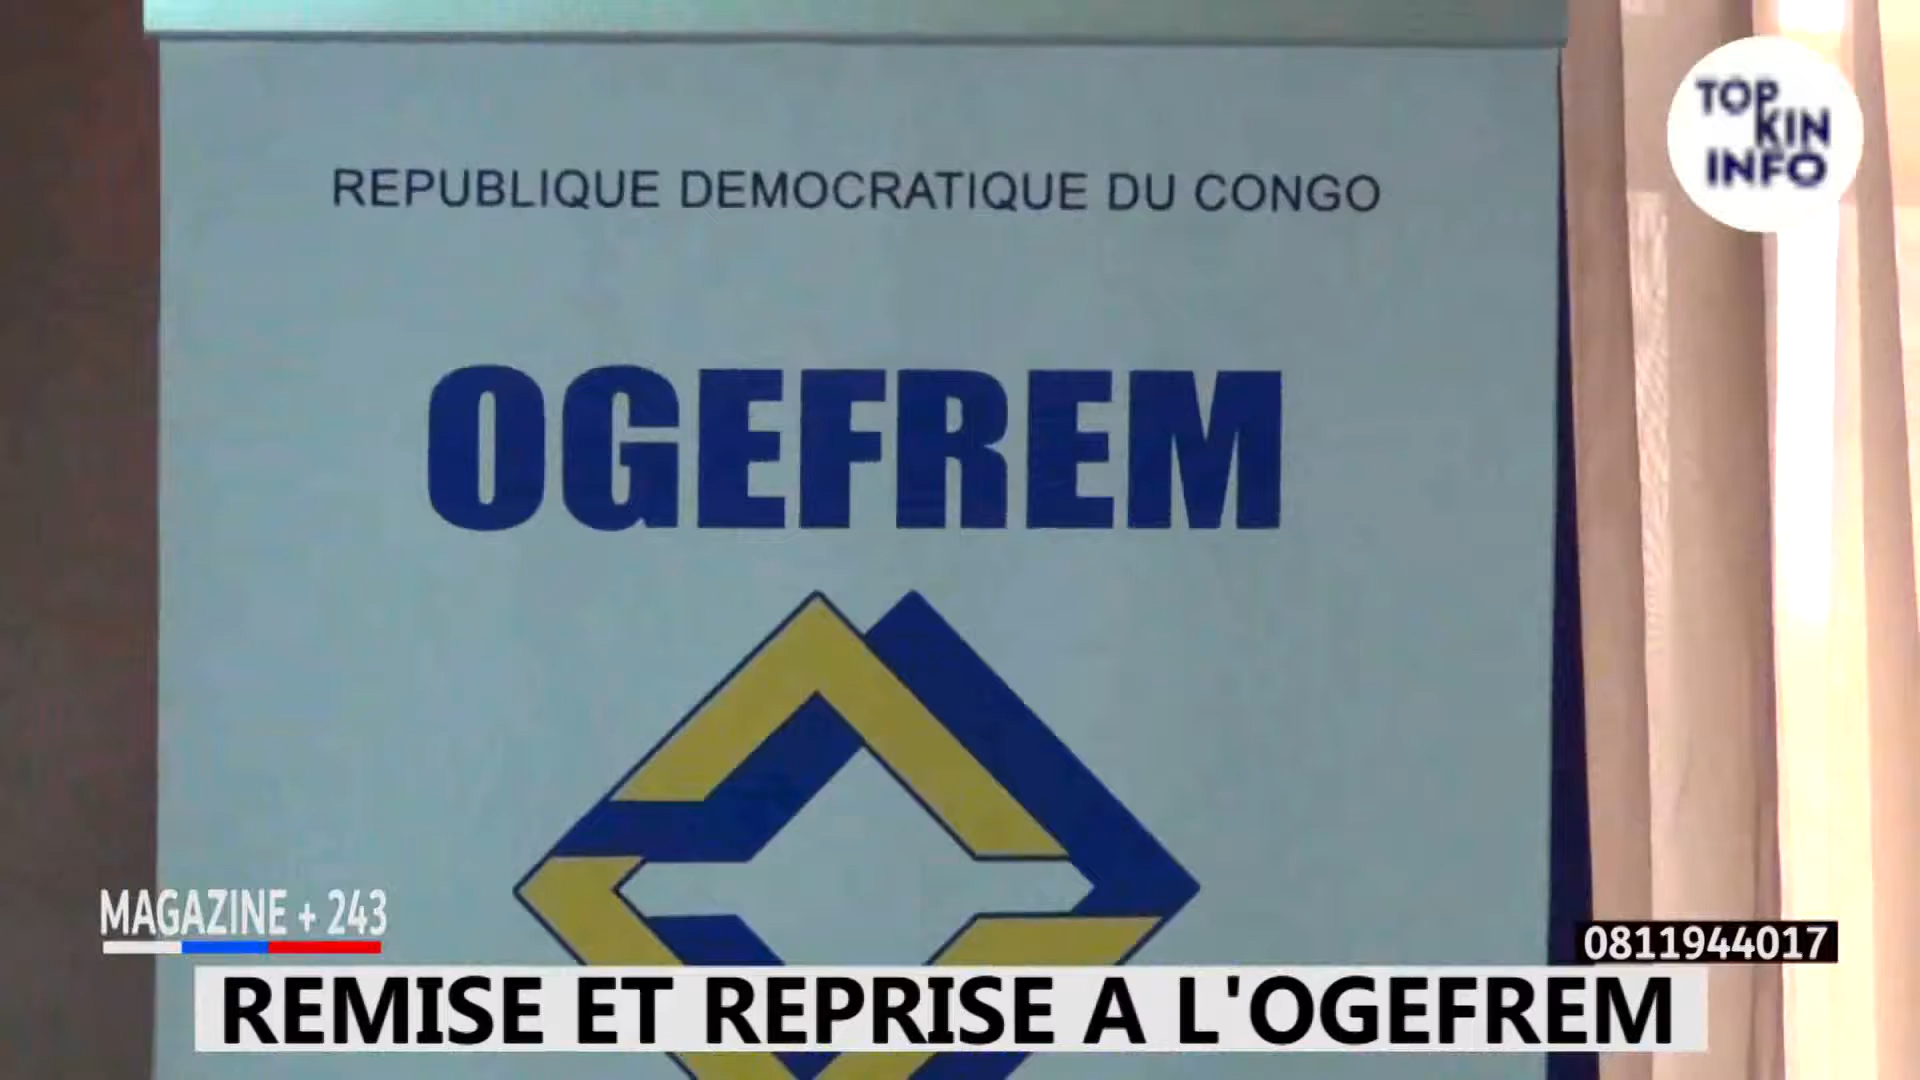 TOP
KIN
INFO
REPUBLIQUE DEMOCRATIQUE DU CONGO
OGEFREM
MAGAZINE + 243
0811944017
REMISE ET REPRISE A L'OGEFREM